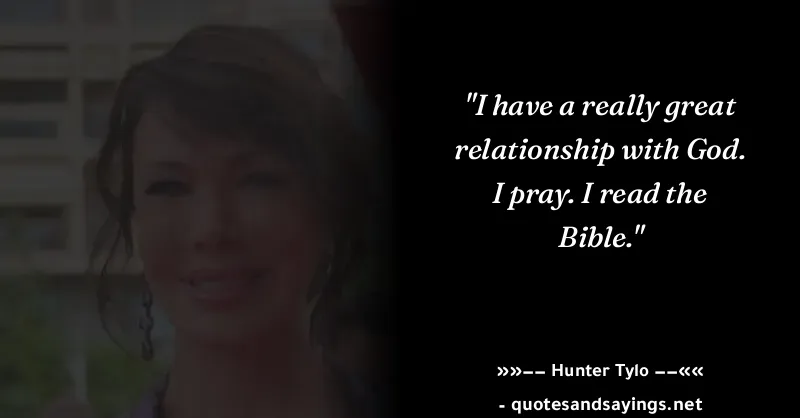 "I have a really great
relationship with God.
I pray. I read the
Bible."
»»−− Hunter Tylo −−««
- quotesandsayings.net